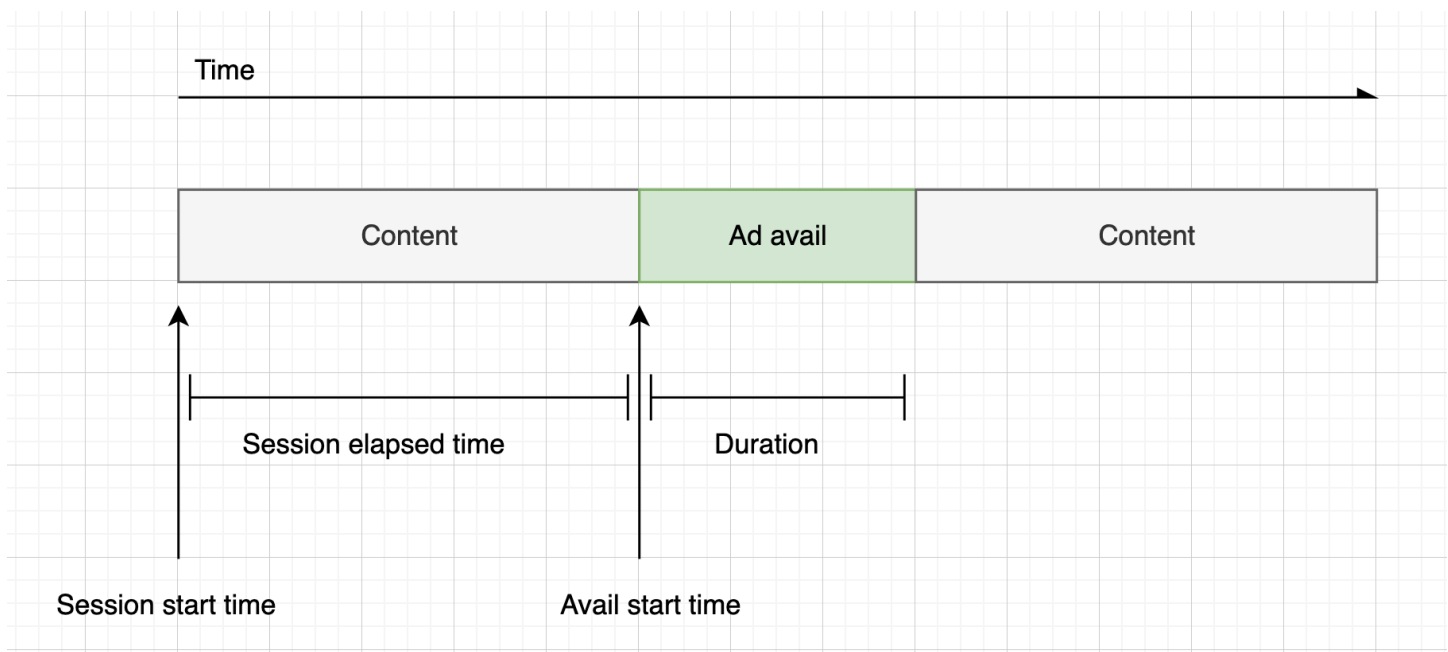 Time
Content
Ad avail
Content
Session elapsed time
Duration
Session start time
Avail start time